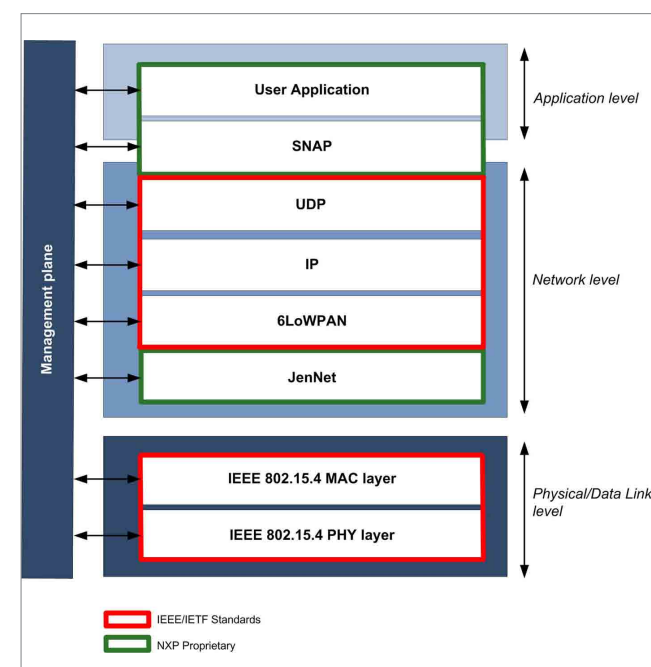 Management plane
User Application
SNAP
Application level
UDP
IP
6LoWPAN
JenNet
Network level
IEEE 802.15.4 MAC layer
IEEE 802.15.4 PHY layer
Physical/Data Link
level
IEEE/IETF Standards
NXP Proprietary